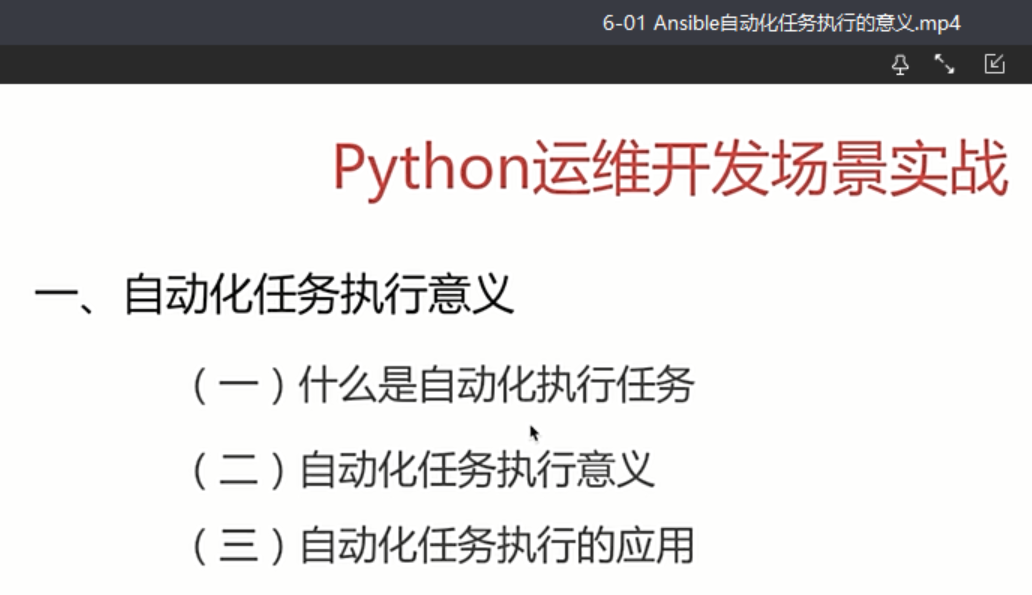 6-01 Ansible自动化任务执行的意义.mp4
Python运维开发场景实战
一、自动化任务执行意义
（一）什么是自动化执行任务
（二）自动化任务执行意义
（三）自动化任务执行的应用